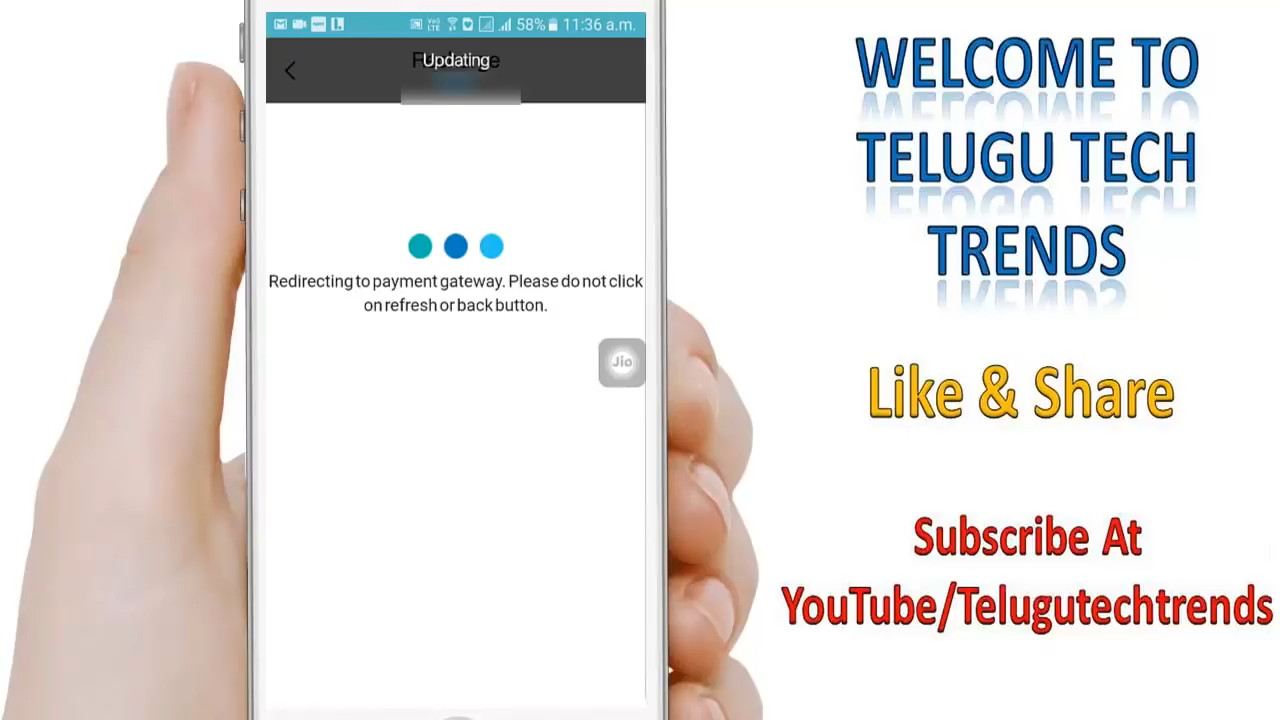 58% 11:36 a.m.
Updating
Redirecting to payment gateway. Please do not click
on refresh or back button.
Jio
WELCOME TO
TELUGU TECH
TRENDS
Like & Share
Subscribe At
YouTube/Telugutechtrends